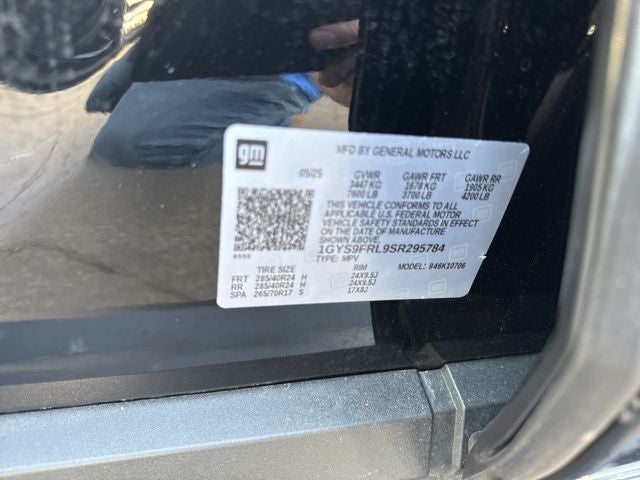 gm MFD BY GENERAL MOTORS LLC
05/25 GVWR GAWR FRT GAWR RR
3447 KG 1678 KG 1905 KG
7600 LB 3700 LB 4200 LB
THIS VEHICLE CONFORMS TO ALL
APPLICABLE U.S. FEDERAL MOTOR
VEHICLE SAFETY STANDARDS IN EFFECT
ON THE DATE OF MANUFACTURE
SHOWN ABOVE.
1GYS9FRL9SR295784
TYPE: MPV MODEL: 946K10706
TIRE SIZE RIM
FRT 285/40R24 H 24X9.5J
RR 285/40R24 H 24X9.5J
SPA 265/70R17 S 17X8J